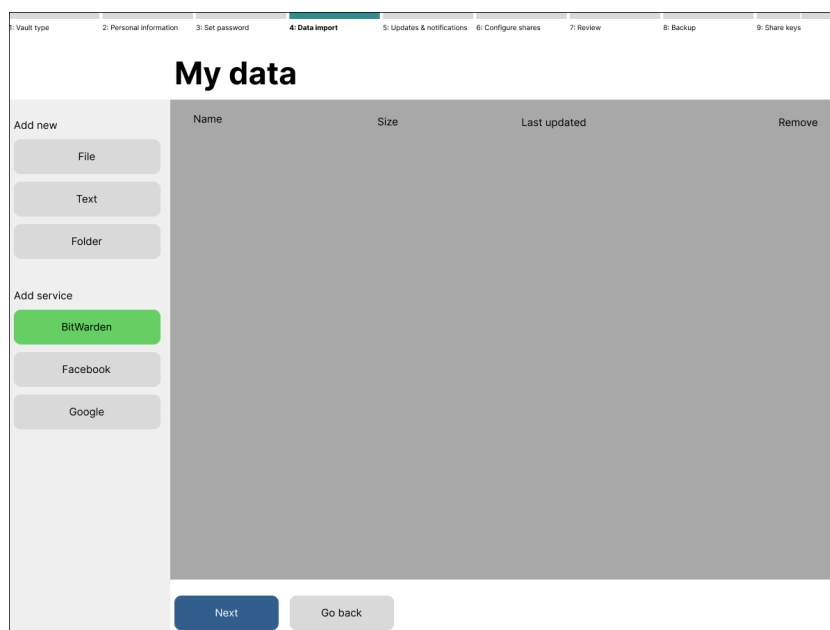 1: Vault type 2: Personal information 3: Set password 4: Data import 5: Updates & notifications 6: Configure shares 7: Review 8: Backup 9: Share keys
My data
Add new
File
Text
Folder
Add service
BitWarden
Facebook
Google
Name Size Last updated Remove
Next Go back